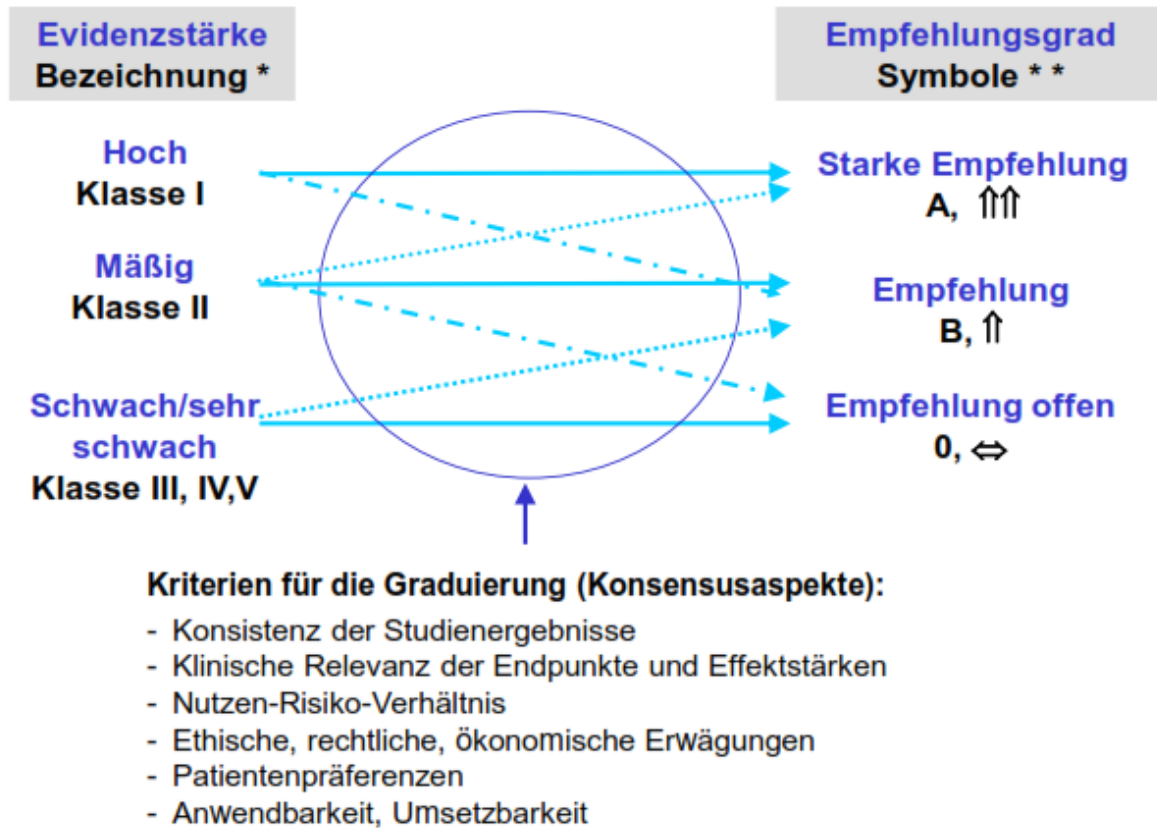 Evidenzstärke
Bezeichnung *
Empfehlungsgrad
Symbole * *
Hoch
Klasse I
Starke Empfehlung
A, ⇑⇑
Mäßig
Klasse II
Empfehlung
B, ⇑
Schwach/sehr
schwach
Klasse III, IV,V
Empfehlung offen
0, ⇔
Kriterien für die Graduierung (Konsensusaspekte):
- Konsistenz der Studienergebnisse
- Klinische Relevanz der Endpunkte und Effektstärken
- Nutzen-Risiko-Verhältnis
- Ethische, rechtliche, ökonomische Erwägungen
- Patientenpräferenzen
- Anwendbarkeit, Umsetzbarkeit